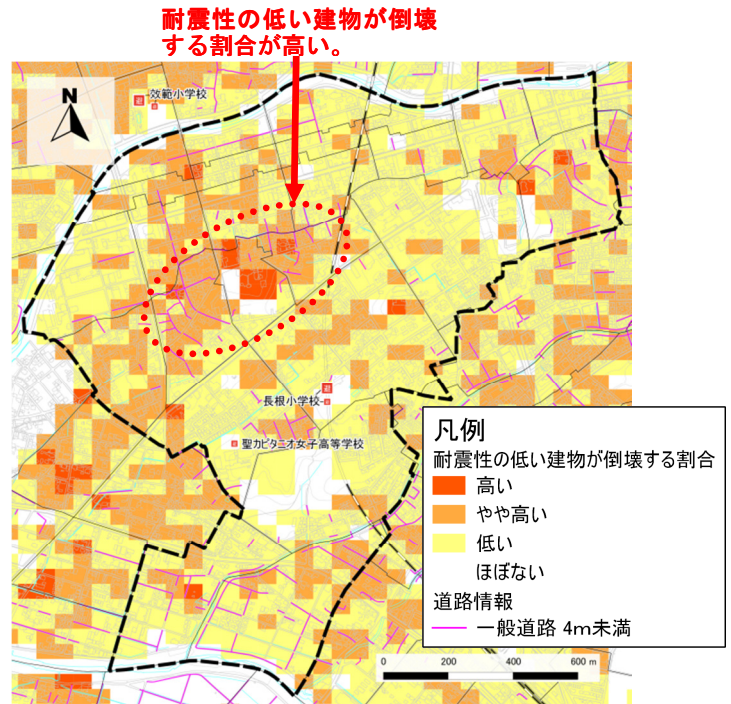 耐震性の低い建物が倒壊
する割合が高い。
N
効範小学校
避
避
長根小学校
聖カピタニオ女子高等学校
凡例
耐震性の低い建物が倒壊する割合
高い
やや高い
低い
ほぼない
道路情報
一般道路 4m未満
0 200 400 600 m